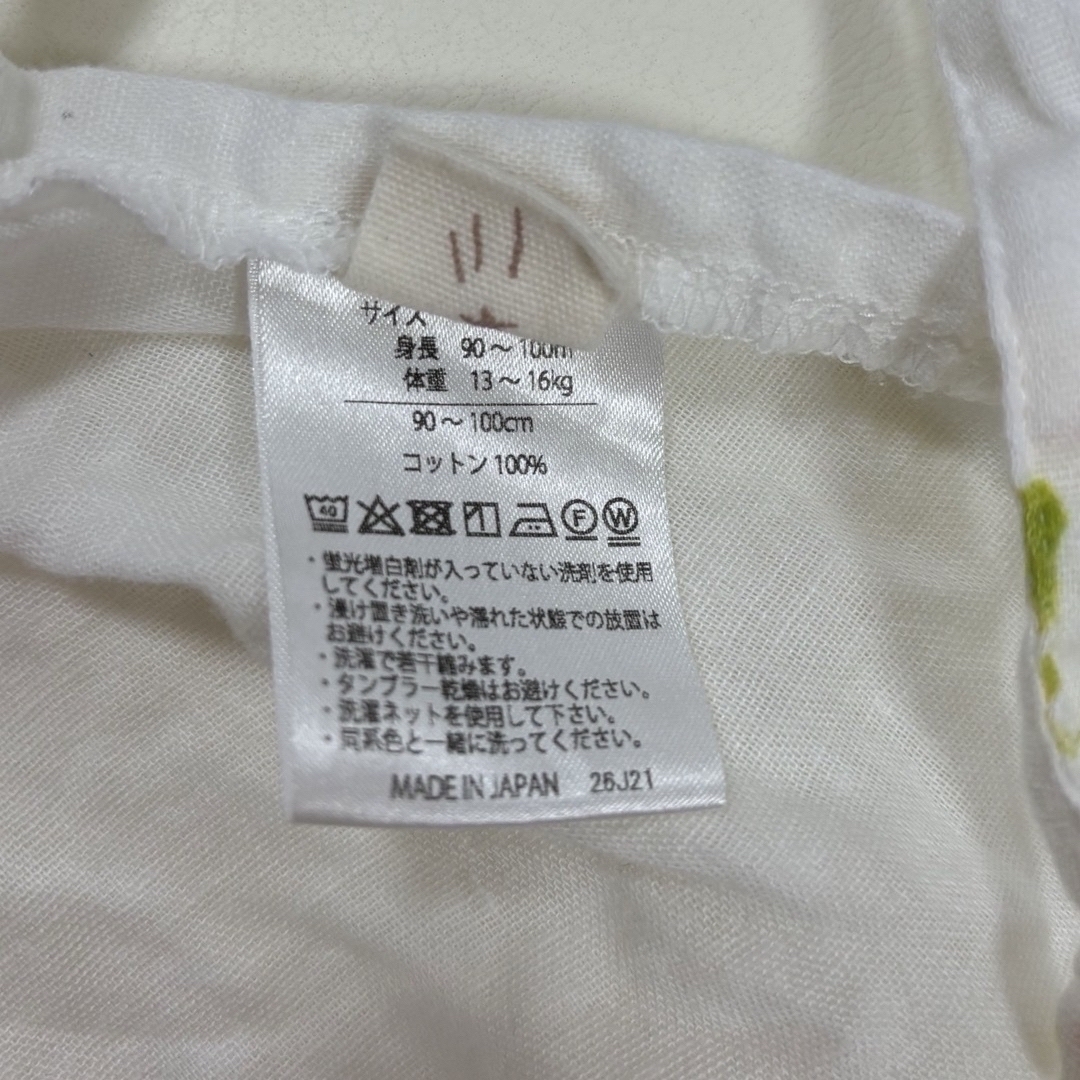 サイズ
身長 90～100cm
体重 13～16kg
90～100cm
コットン 100%
40 F W
・蛍光増白剤が入っていない洗剤を使用
してください。
・浸け置き洗いや濡れた状態での放置は
お避けください。
・洗濯で若干縮みます。
・タンブラー乾燥はお避けください。
・洗濯ネットを使用して下さい。
・同系色と一緒に洗ってください。
MADE IN JAPAN 26J21